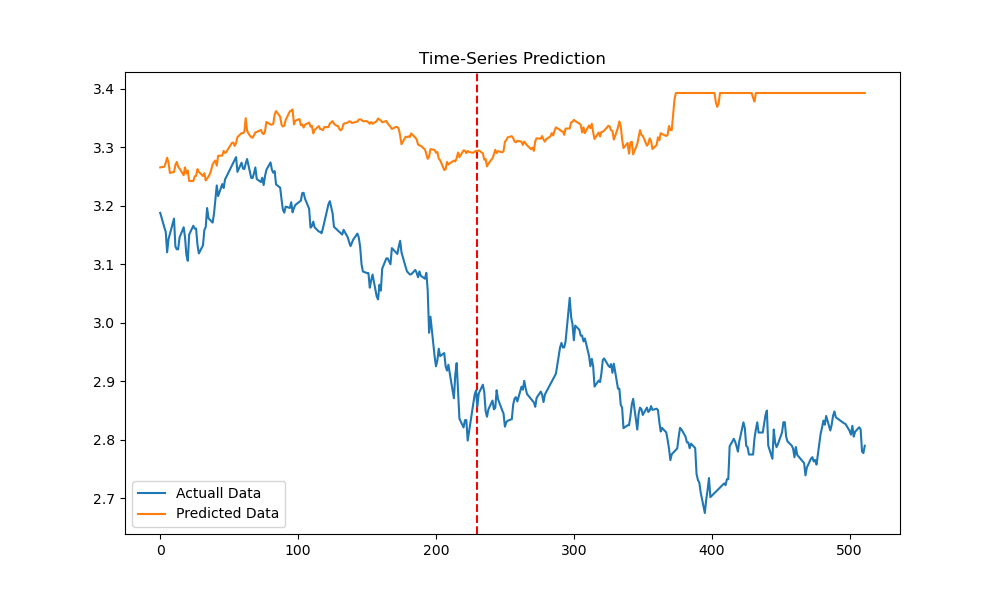 Time-Series Prediction
3.4
3.3
3.2
3.1
3.0
2.9
2.8
2.7
Actuall Data
Predicted Data
0 100 200 300 400 500